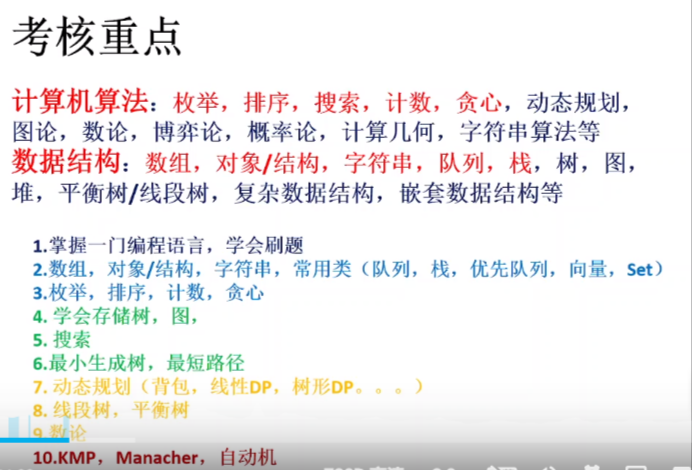 考核重点
计算机算法：枚举，排序，搜索，计数，贪心，动态规划，
图论，数论，博弈论，概率论，计算几何，字符串算法等
数据结构：数组，对象/结构，字符串，队列，栈，树，图，
堆，平衡树/线段树，复杂数据结构，嵌套数据结构等
1.掌握一门编程语言，学会刷题
2.数组，对象/结构，字符串，常用类（队列，栈，优先队列，向量，Set）
3.枚举，排序，计数，贪心
4. 学会存储树，图，
5. 搜索
6.最小生成树，最短路径
7. 动态规划（背包，线性DP，树形DP。。。）
8. 线段树，平衡树
9.数论
10.KMP，Manacher，自动机